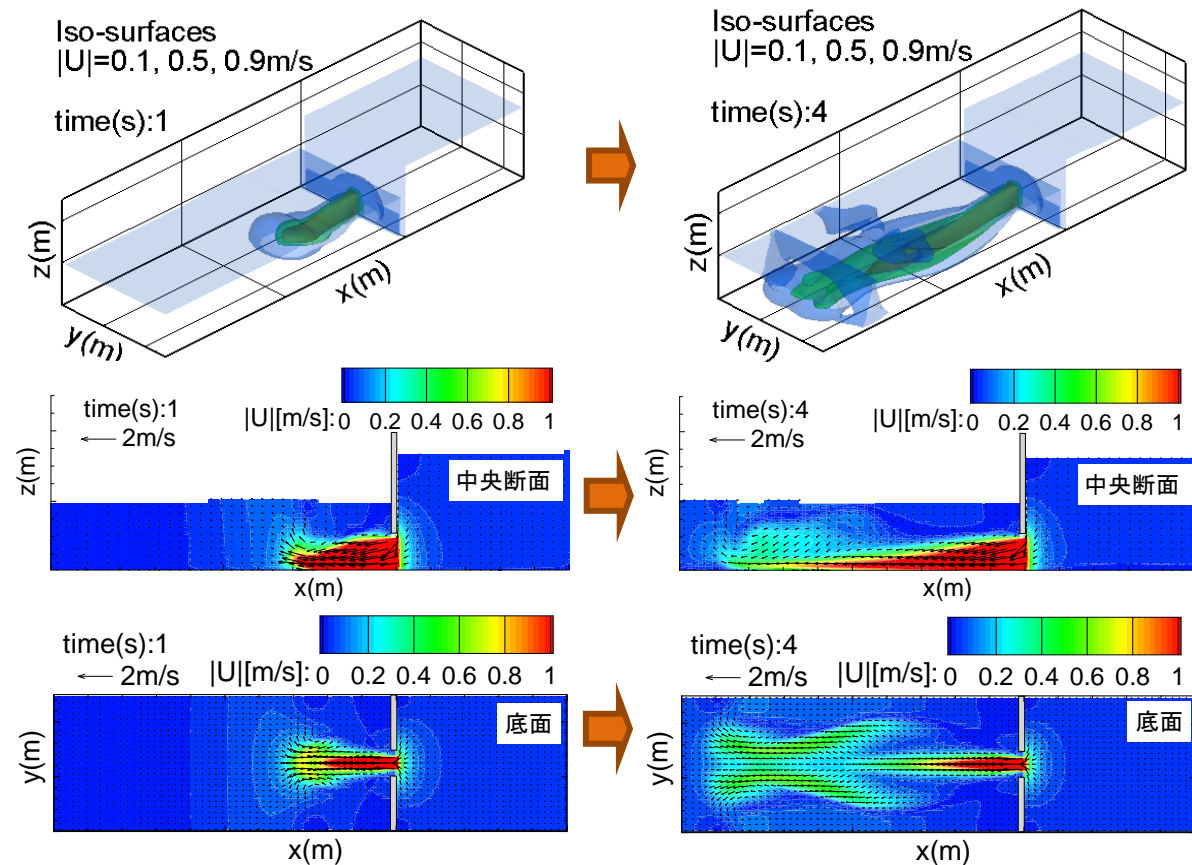 Iso-surfaces
|U|=0.1, 0.5, 0.9m/s
time(s):1
z(m)
y(m)
x(m)
Iso-surfaces
|U|=0.1, 0.5, 0.9m/s
time(s):4
z(m)
y(m)
x(m)
time(s):1
2m/s
|U|[m/s]: 0 0.2 0.4 0.6 0.8 1
中央断面
z(m)
x(m)
time(s):4
2m/s
|U|[m/s]: 0 0.2 0.4 0.6 0.8 1
中央断面
z(m)
x(m)
time(s):1
2m/s
|U|[m/s]: 0 0.2 0.4 0.6 0.8 1
底面
y(m)
x(m)
time(s):4
2m/s
|U|[m/s]: 0 0.2 0.4 0.6 0.8 1
底面
y(m)
x(m)